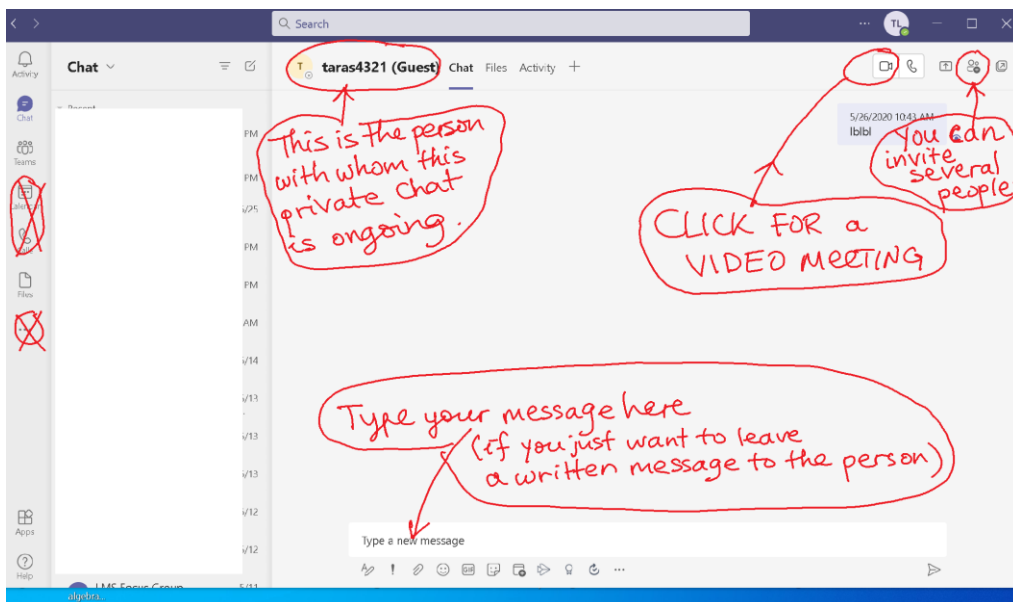 Search
TL
Activity
Chat
taras4321 (Guest) Chat Files Activity
T
Recent
Chat
5/26/2020 10:43 AM
lblbl
PM
This is the person
with whom this
private chat
is ongoing.
You can
invite
several
people
Teams
PM
5/25
CLICK FOR a
VIDEO MEETING
PM
Files
PM
AM
5/14
5/13
Type your message here
(if you just want to leave
a written message to the person)
5/13
5/13
5/12
Apps
Type a new message
5/12
GIF
Help
LMS Focus Group 5/11
algebra...